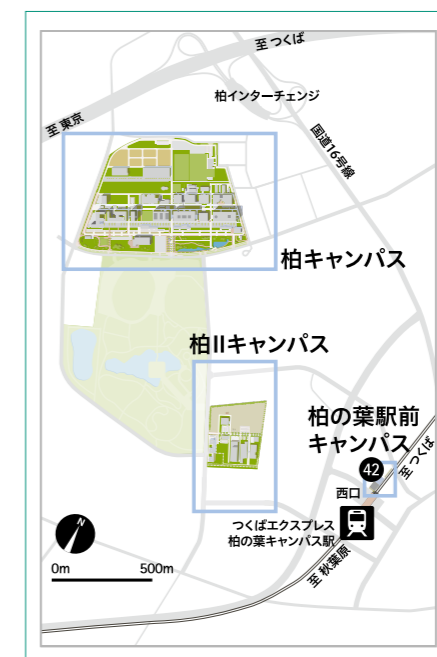 至 つくば
柏インターチェンジ
至 東京
国道16号線
柏キャンパス
柏IIキャンパス
柏の葉駅前
キャンパス
42
至 つくば
西口
つくばエクスプレス
柏の葉キャンパス駅
至 秋葉原
N
0m 500m